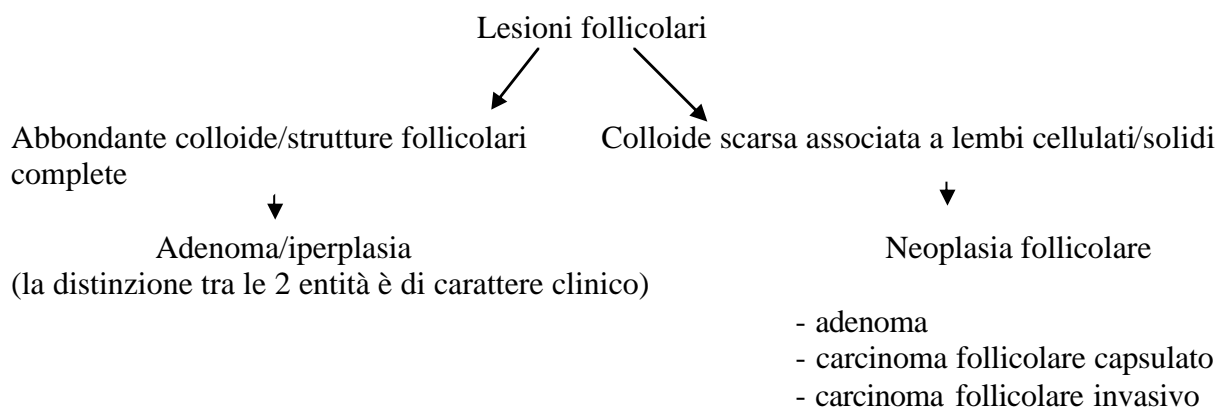 Lesioni follicolari
Abbondante colloide/strutture follicolari
complete
Colloide scarsa associata a lembi cellulati/solidi
Adenoma/iperplasia
(la distinzione tra le 2 entità è di carattere clinico)
Neoplasia follicolare
- adenoma
- carcinoma follicolare capsulato
- carcinoma follicolare invasivo